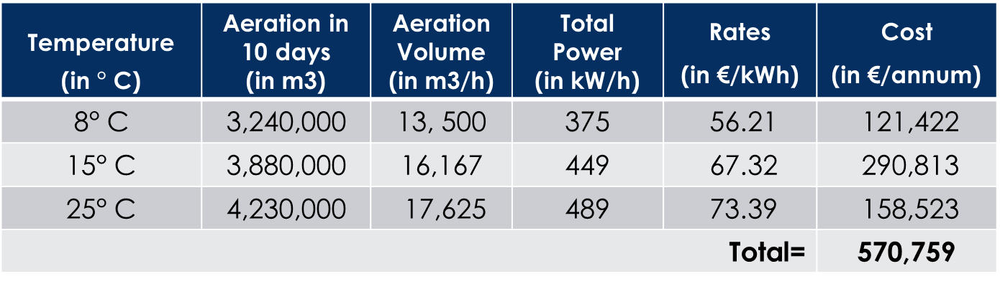 Temperature (in ° C) Aeration in 10 days (in m3) Aeration Volume (in m3/h) Total Power (in kW/h) Rates (in €/kWh) Cost (in €/annum)
8° C 3,240,000 13, 500 375 56.21 121,422
15° C 3,880,000 16,167 449 67.32 290,813
25° C 4,230,000 17,625 489 73.39 158,523
Total= 570,759